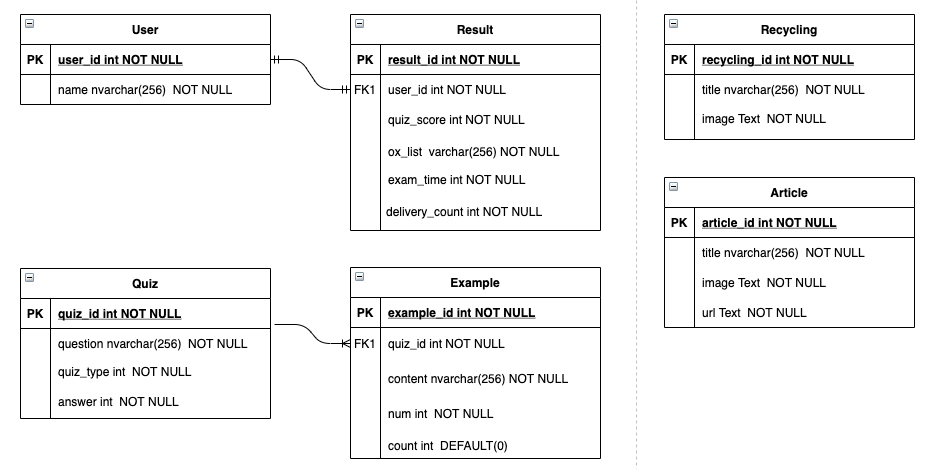 User
PK user_id int NOT NULL
name nvarchar(256) NOT NULL
Result
PK result_id int NOT NULL
FK1 user_id int NOT NULL
quiz_score int NOT NULL
ox_list varchar(256) NOT NULL
exam_time int NOT NULL
delivery_count int NOT NULL
Quiz
PK quiz_id int NOT NULL
question nvarchar(256) NOT NULL
quiz_type int NOT NULL
answer int NOT NULL
Example
PK example_id int NOT NULL
FK1 quiz_id int NOT NULL
content nvarchar(256) NOT NULL
num int NOT NULL
count int DEFAULT(0)
Recycling
PK recycling_id int NOT NULL
title nvarchar(256) NOT NULL
image Text NOT NULL
Article
PK article_id int NOT NULL
title nvarchar(256) NOT NULL
image Text NOT NULL
url Text NOT NULL